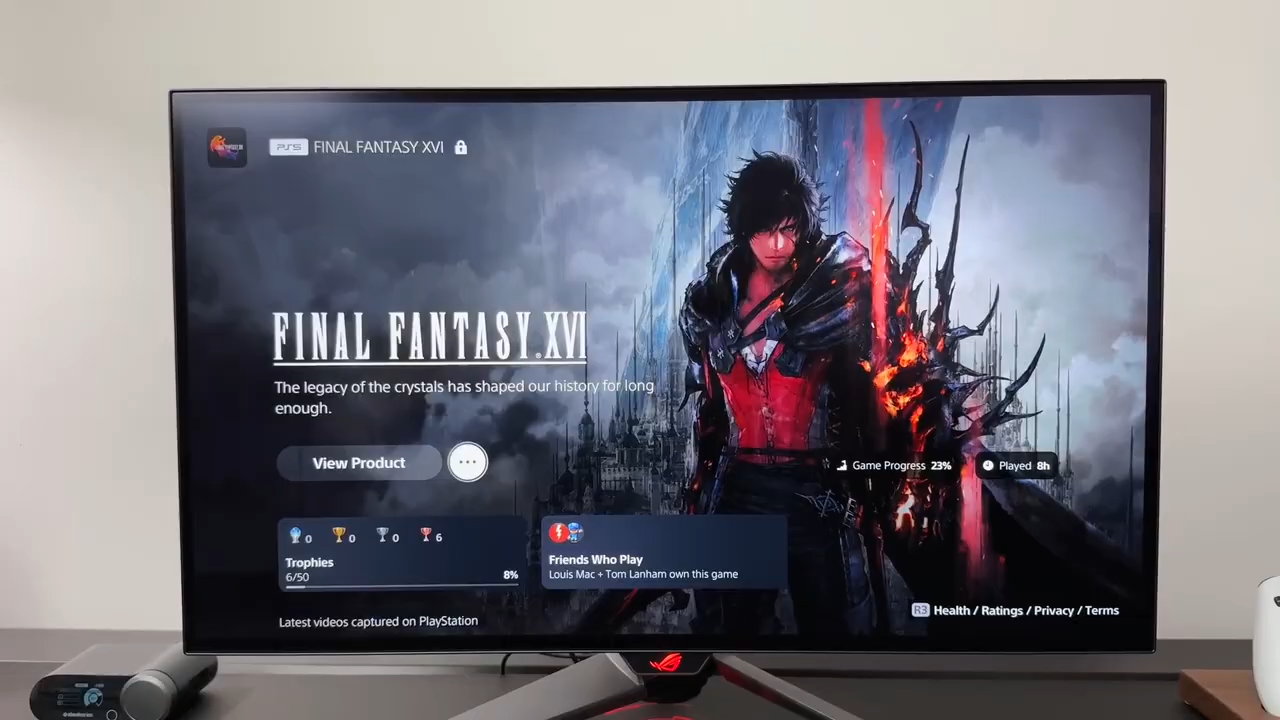 PS5 FINAL FANTASY XVI
FINAL FANTASY.XVI
The legacy of the crystals has shaped our history for long
enough.
View Product
Game Progress 23% Played 8h
0 0 0 6
Trophies
6/50 8%
Friends Who Play
Louis Mac + Tom Lanham own this game
R3 Health / Ratings / Privacy / Terms
Latest videos captured on PlayStation